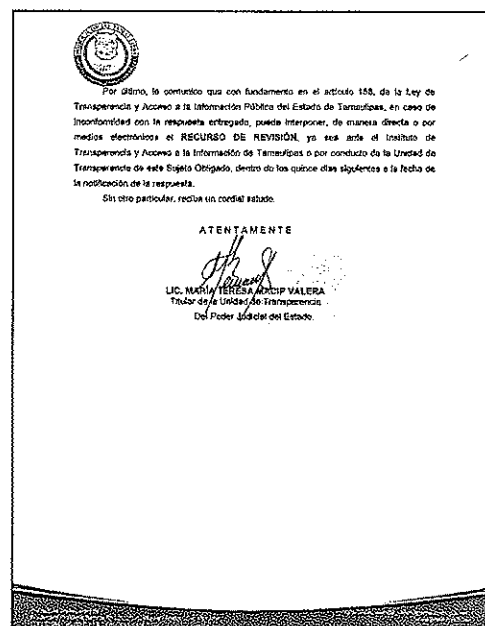 Por último, le comunico que con fundamento en el artículo 158, de la Ley de
Transparencia y Acceso a la Información Pública del Estado de Tamaulipas, en caso de
inconformidad con la respuesta entregada, puede interponer, de manera directa o por
medios electrónicos el RECURSO DE REVISIÓN, ya sea ante el Instituto de
Transparencia y Acceso a la Información de Tamaulipas o por conducto de la Unidad de
Transparencia de este Sujeto Obligado, dentro de los quince días siguientes a la fecha de
la notificación de la respuesta.
Sin otro particular, reciba un cordial saludo.
ATENTAMENTE
LIC. MARÍA TERESA MACIP VALERA
Titular de la Unidad de Transparencia
Del Poder Judicial del Estado.